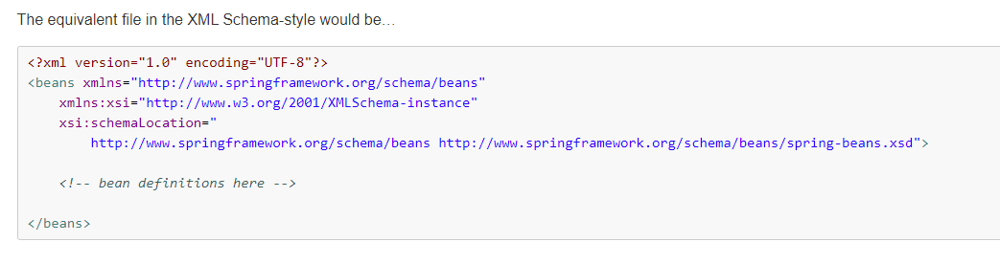 The equivalent file in the XML Schema-style would be…
<?xml version="1.0" encoding="UTF-8"?>
<beans xmlns="http://www.springframework.org/schema/beans"
    xmlns:xsi="http://www.w3.org/2001/XMLSchema-instance"
    xsi:schemaLocation="
        http://www.springframework.org/schema/beans http://www.springframework.org/schema/beans/spring-beans.xsd">
    <!-- bean definitions here -->
</beans>